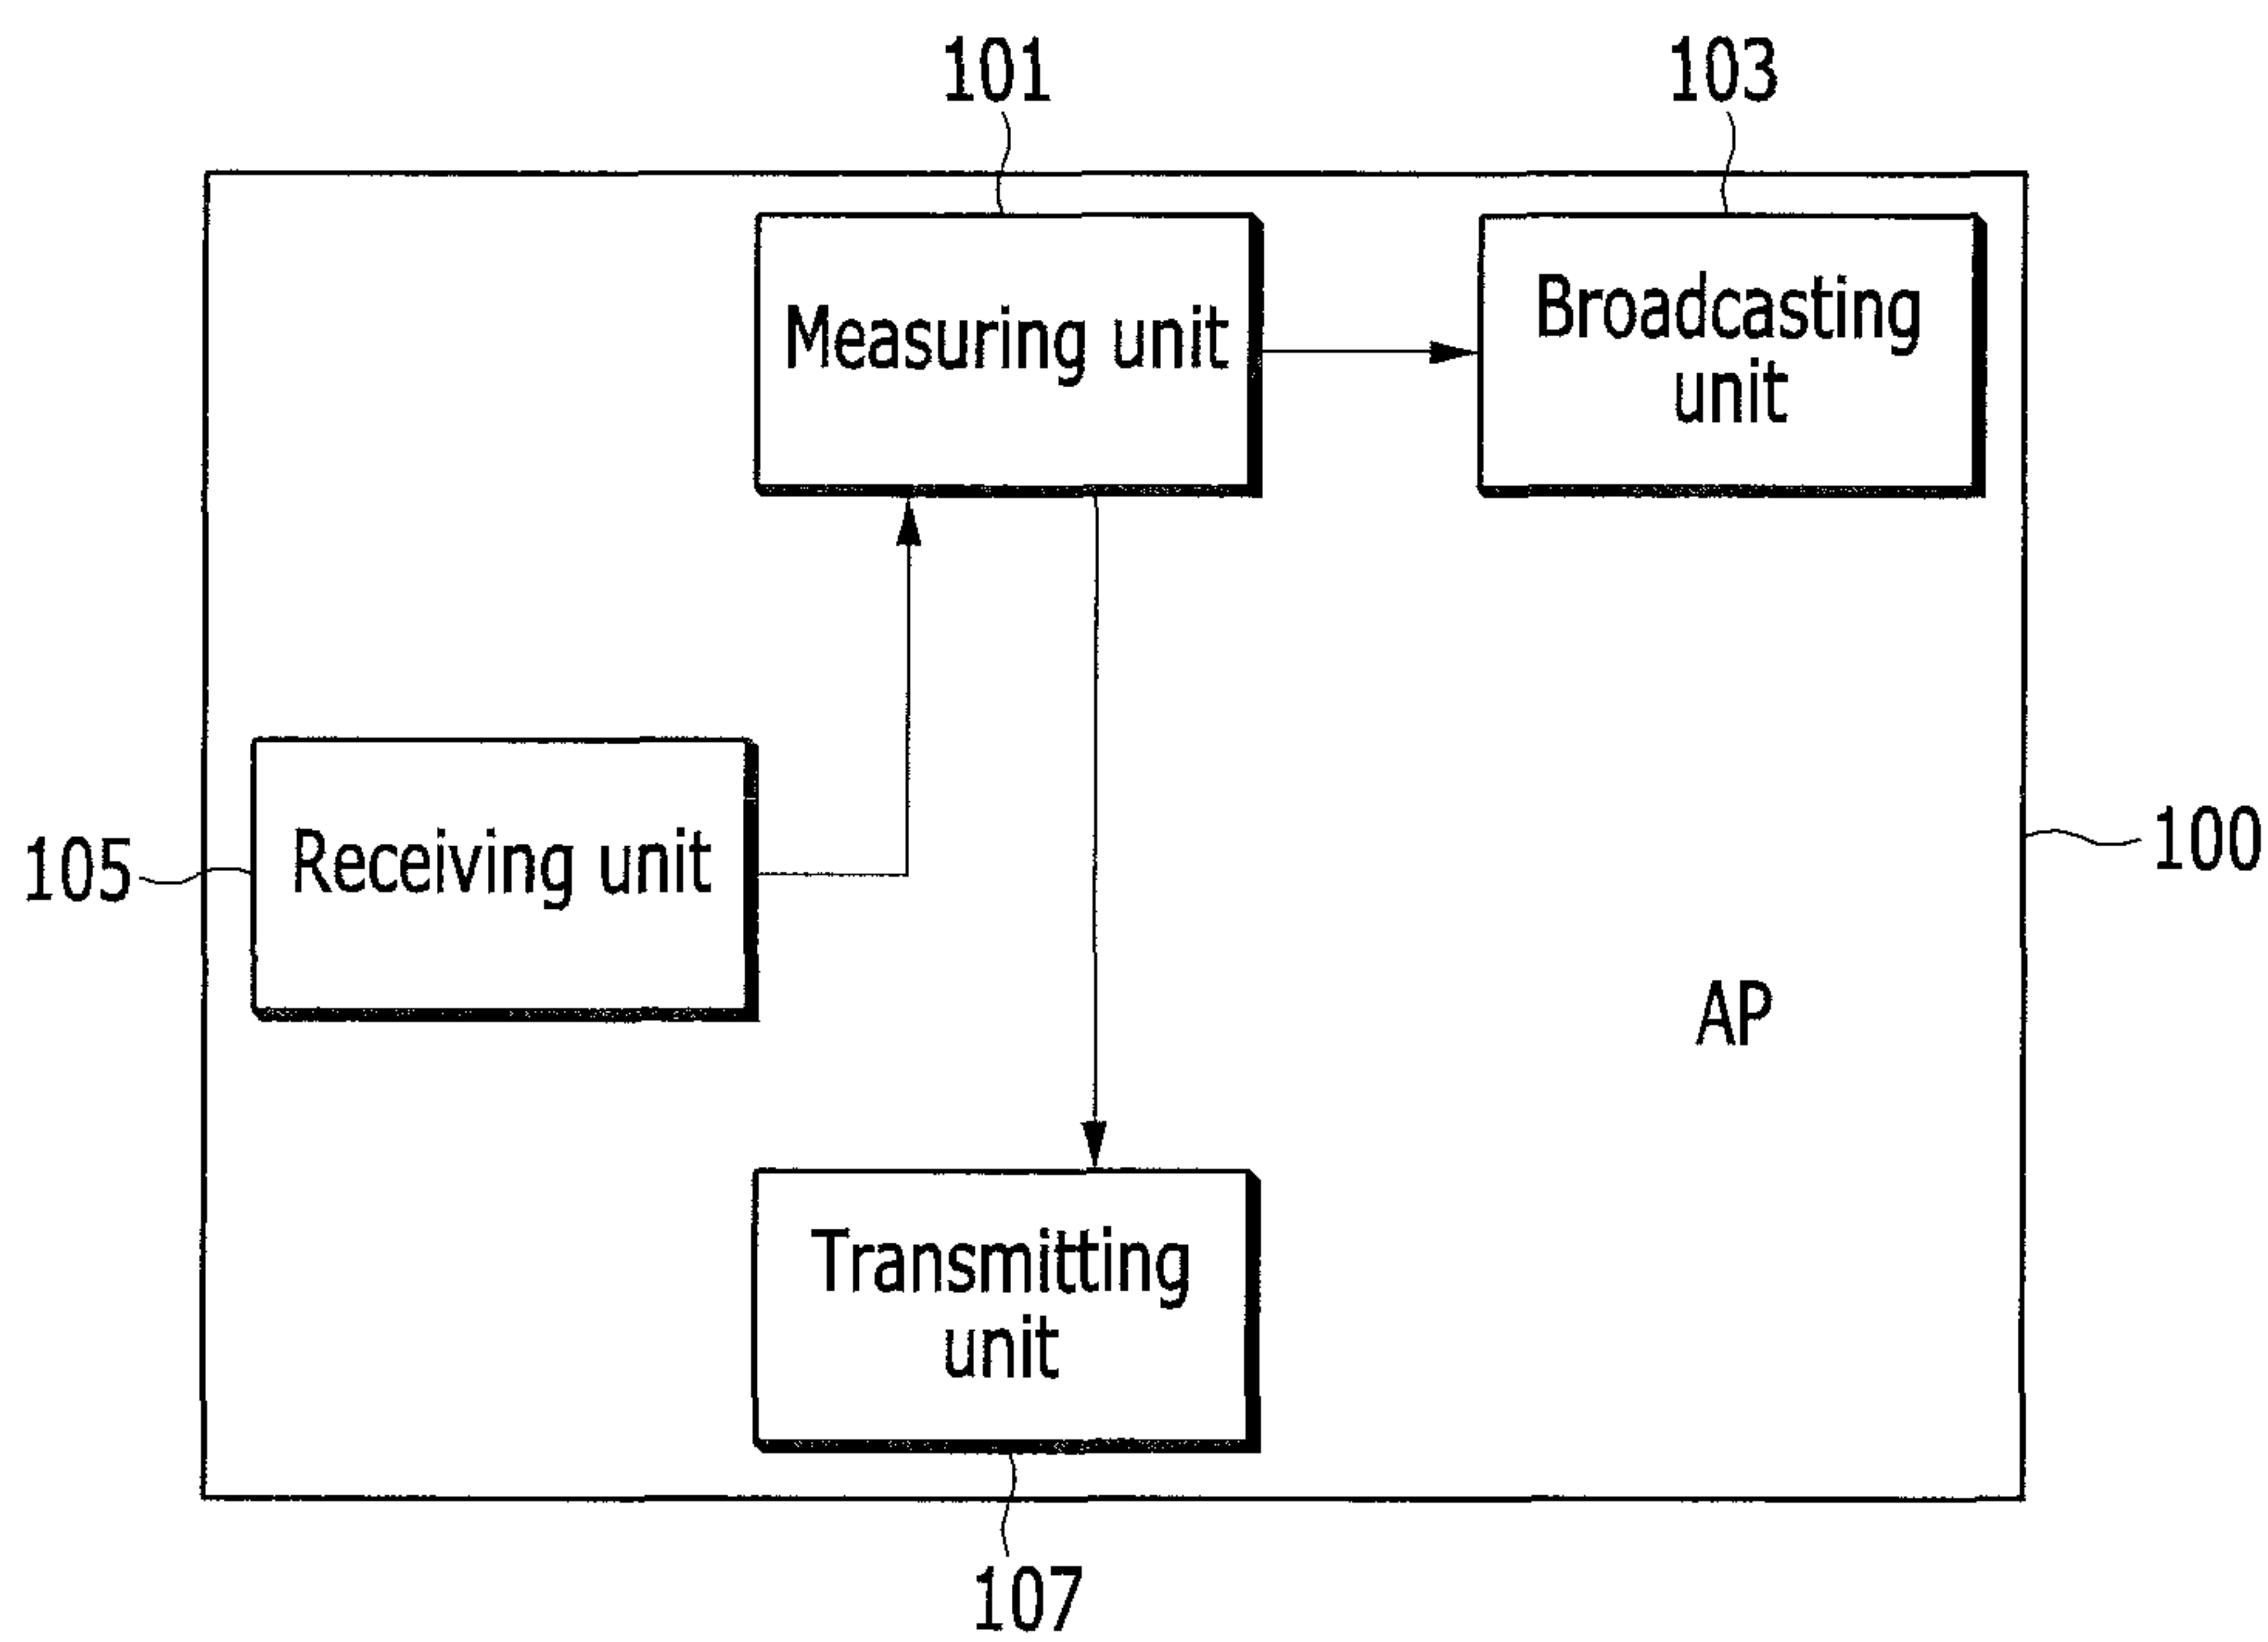 101
103
Measuring unit
Broadcasting
unit
105
Receiving unit
100
AP
Transmitting
unit
107